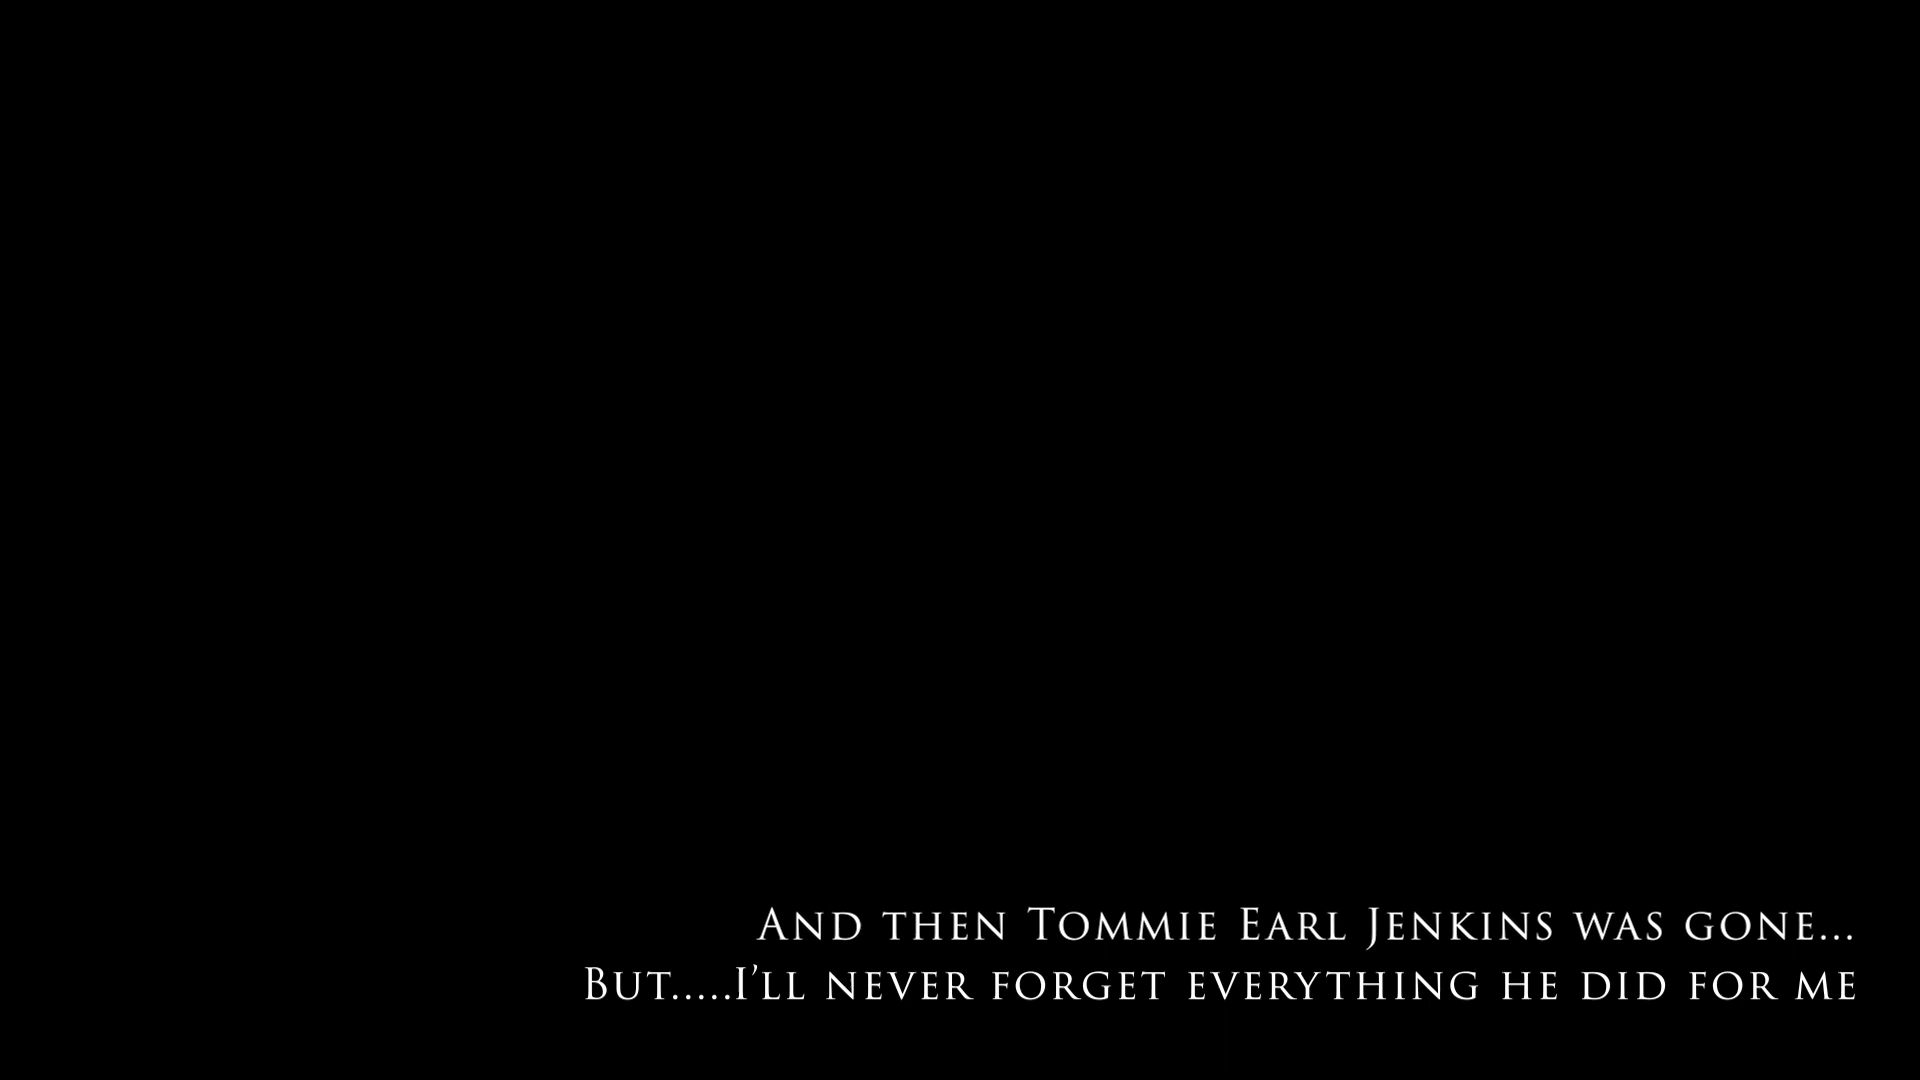 And then Tommie Earl Jenkins was gone...
But.....I’ll never forget everything he did for me